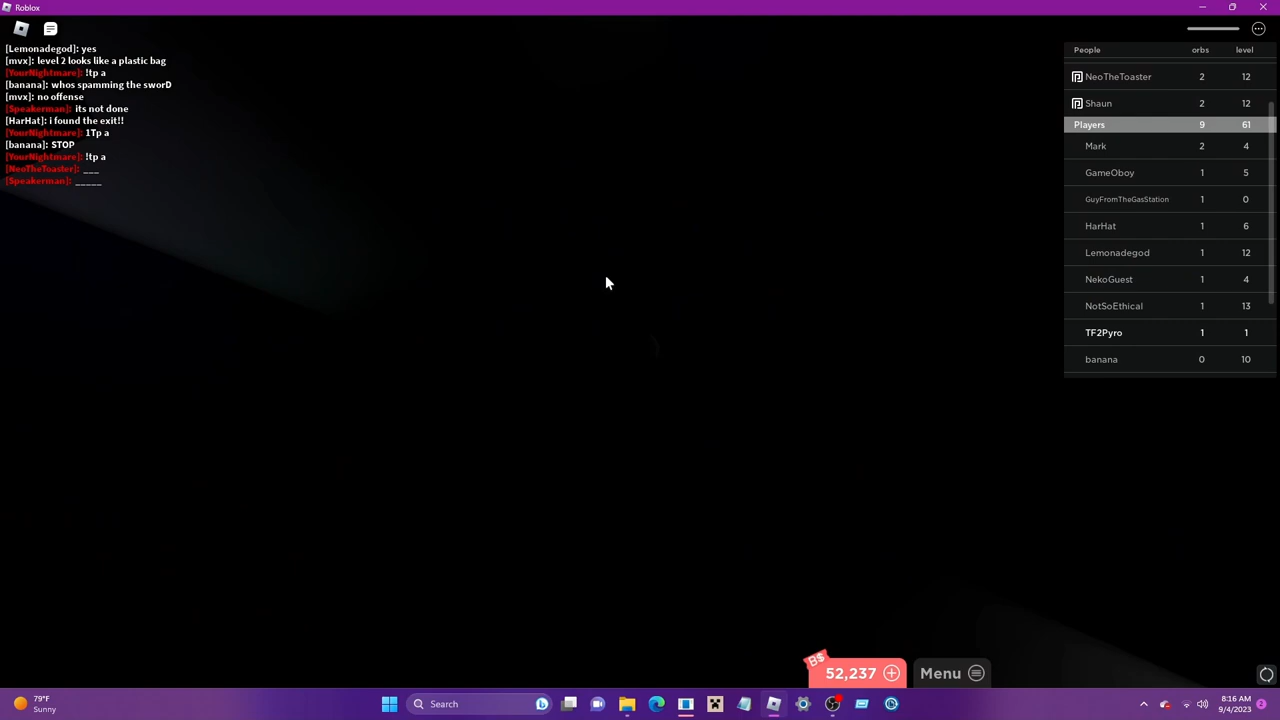 Roblox
[Lemonadegod]: yes
[mvx]: level 2 looks like a plastic bag
[YourNightmare]: !tp a
[banana]: whos spamming the sworD
[mvx]: no offense
[Speakerman]: its not done
[HarHat]: i found the exit!!
[YourNightmare]: 1Tp a
[banana]: STOP
[YourNightmare]: !tp a
[NeoTheToaster]: ___
[Speakerman]: _____
People orbs level
NeoTheToaster 2 12
Shaun 2 12
Players 9 61
Mark 2 4
GameOboy 1 5
GuyFromTheGasStation 1 0
HarHat 1 6
Lemonadegod 1 12
NekoGuest 1 4
NotSoEthical 1 13
TF2Pyro 1 1
banana 0 10
B$
52,237
Menu
79°F
Sunny
Search
8:16 AM
9/4/2023
2